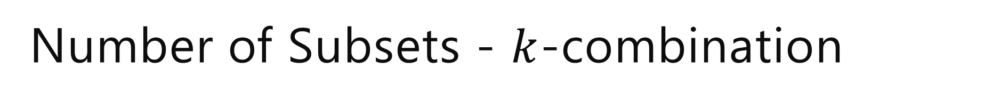 Number of Subsets - k-combination